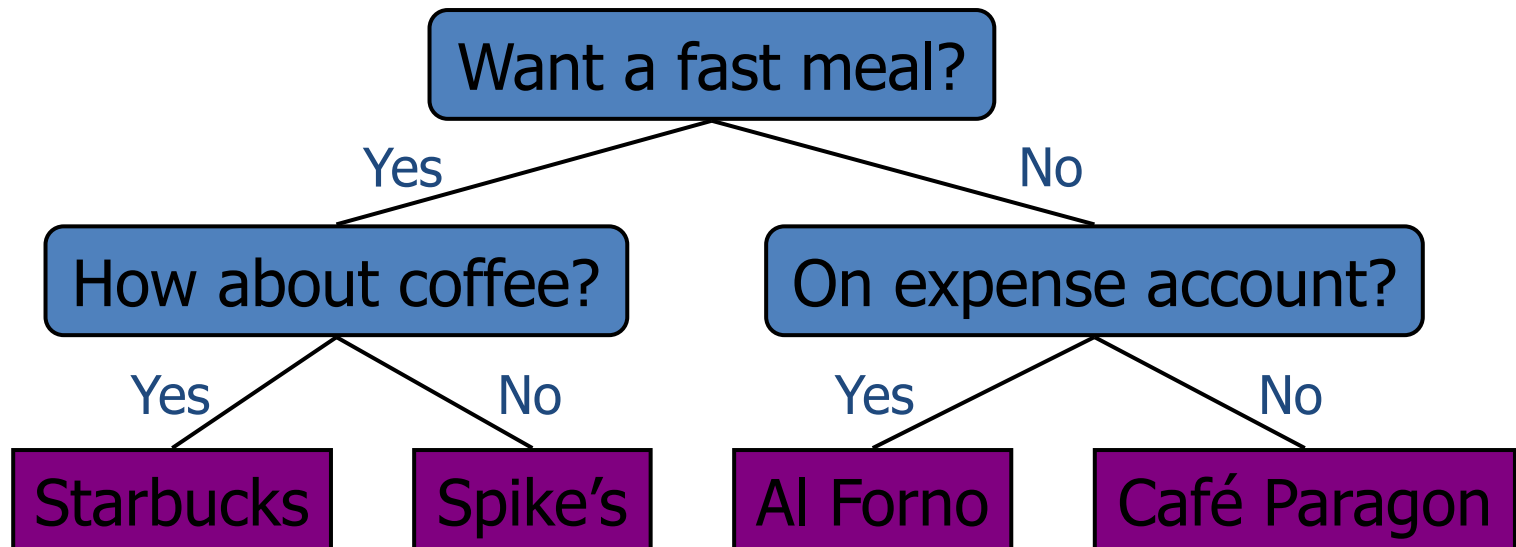 Want a fast meal?
Yes
No
How about coffee?
On expense account?
Yes
No
Yes
No
Starbucks
Spike’s
Al Forno
Café Paragon